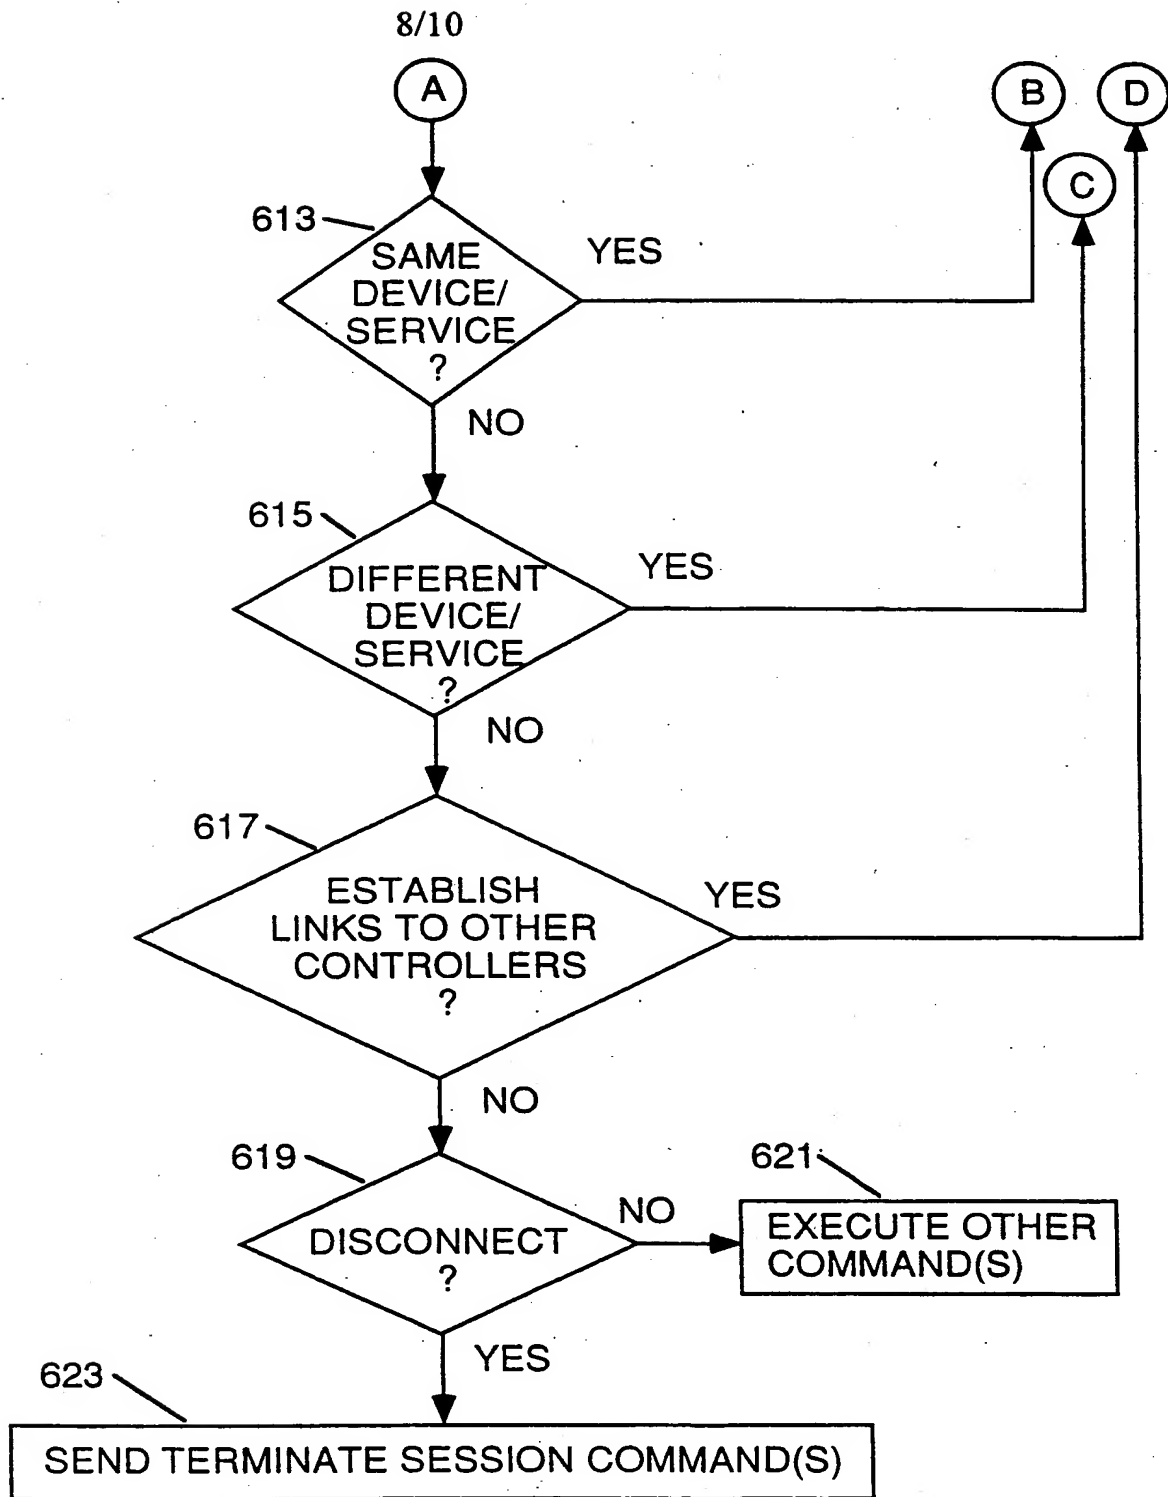 8/10
A
B
D
C
613
SAME
DEVICE/
SERVICE
?
YES
NO
615
DIFFERENT
DEVICE/
SERVICE
?
YES
NO
617
ESTABLISH
LINKS TO OTHER
CONTROLLERS
?
YES
NO
619
DISCONNECT
?
NO
621
EXECUTE OTHER
COMMAND(S)
YES
623
SEND TERMINATE SESSION COMMAND(S)